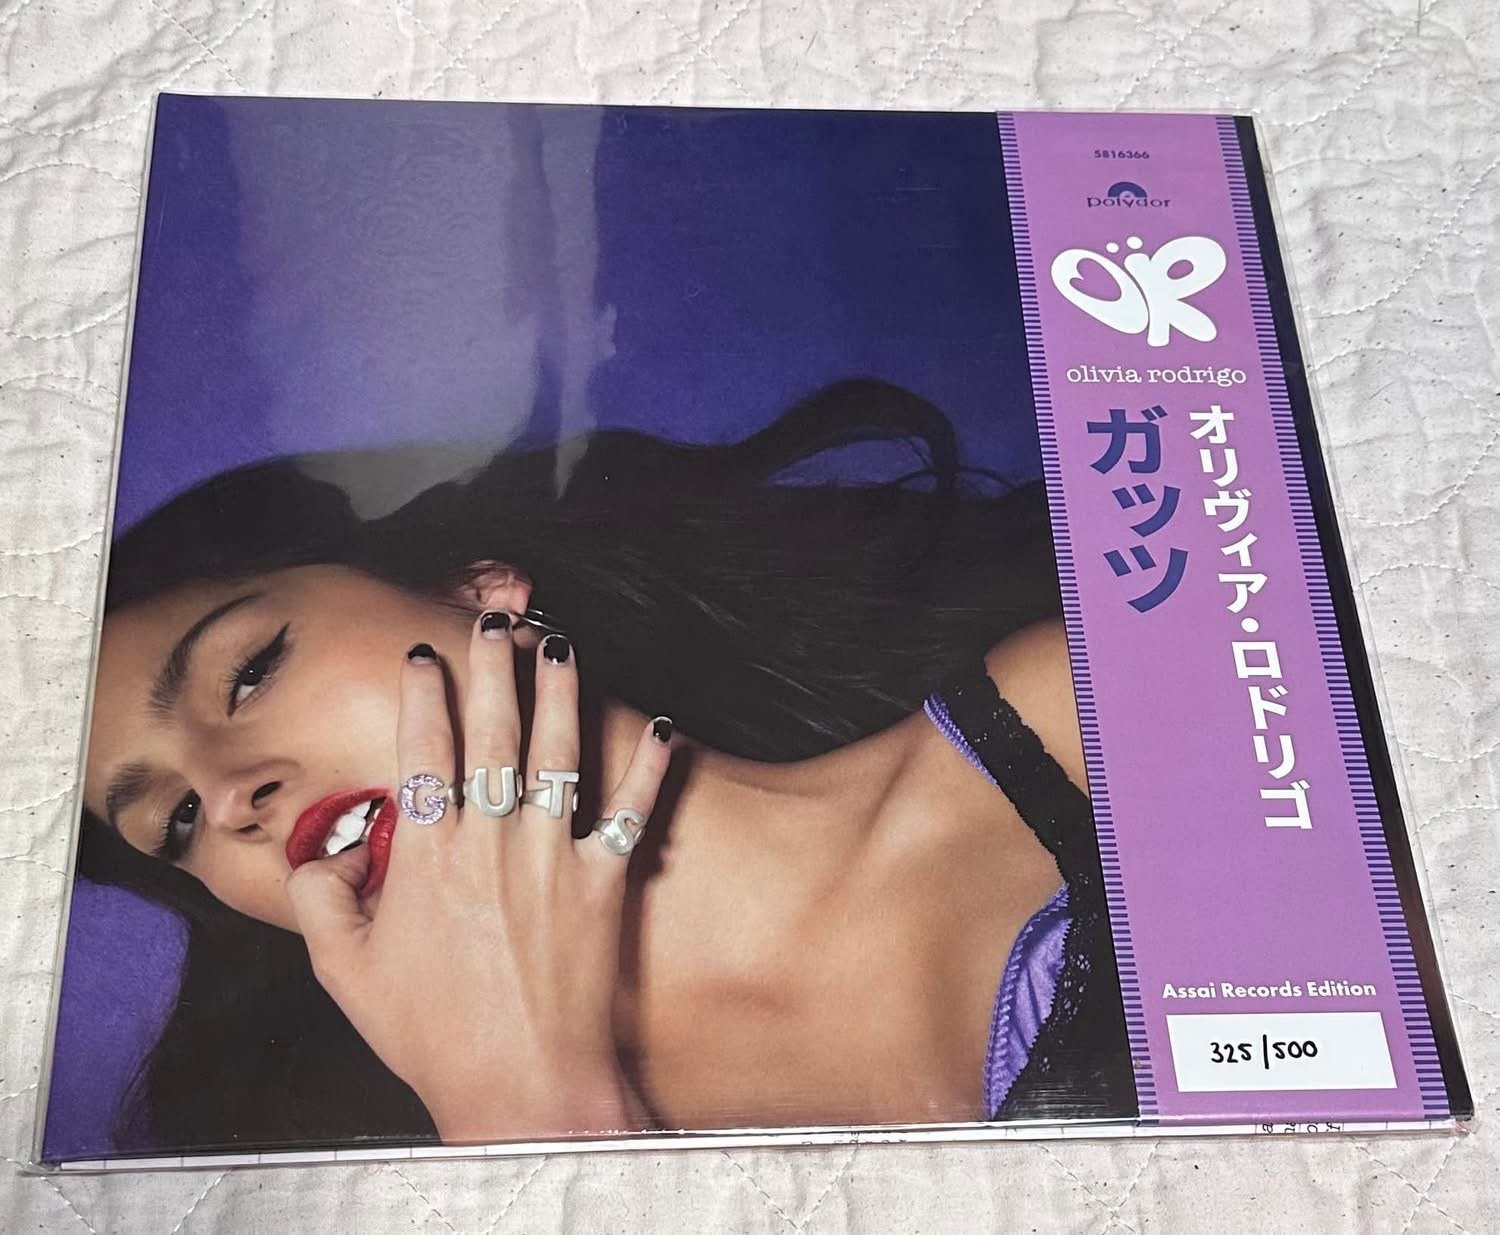 5816366
polydor
OR
olivia rodrigo
オリヴィア・ロドリゴ
ガッツ
GUTS
Assai Records Edition
325/500